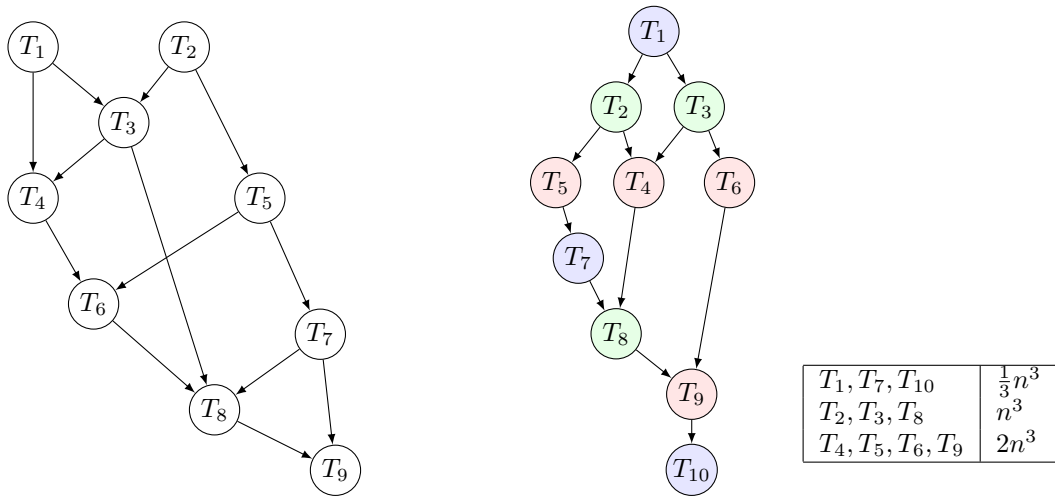 T₁
T₂
T₃
T₄
T₅
T₆
T₇
T₈
T₉
T₁
T₂
T₃
T₅
T₄
T₆
T₇
T₈
T₉
T₁₀
T₁, T₇, T₁₀ | ⅓n³
T₂, T₃, T₈ | n³
T₄, T₅, T₆, T₉ | 2n³